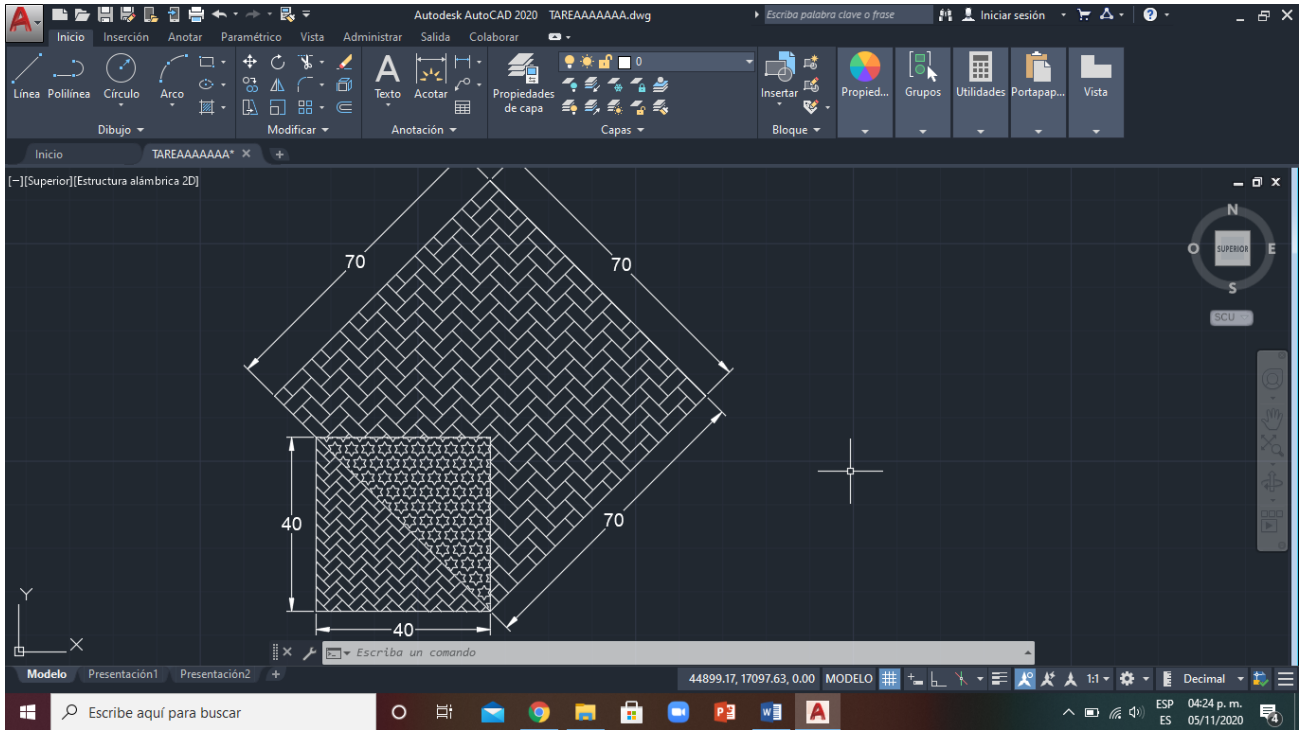 Autodesk AutoCAD 2020 TAREAAAAAAA.dwg
Escriba palabra clave o frase
Iniciar sesión
Inicio Inserción Anotar Paramétrico Vista Administrar Salida Colaborar
0
Línea Polilínea Círculo Arco
Texto Acotar
Propiedades de capa
Insertar Propied... Grupos Utilidades Portapap... Vista
Dibujo Modificar Anotación Capas Bloque
Inicio TAREAAAAAAA*
[−][Superior][Estructura alámbrica 2D]
N
O SUPERIOR E
S
SCU
70
70
40
70
40
Y
X
Escriba un comando
Modelo Presentación1 Presentación2 +
44899.17, 17097.63, 0.00 MODELO 1:1 Decimal
Escribe aquí para buscar
ESP 04:24 p. m.
ES 05/11/2020
4